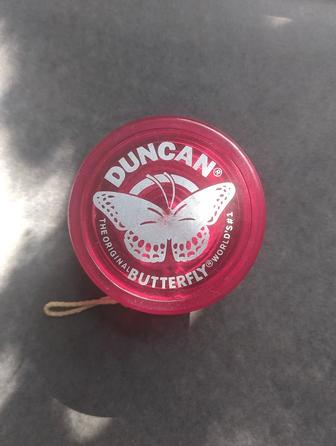 DUNCAN®
THE ORIGINAL
BUTTERFLY®
WORLD'S #1